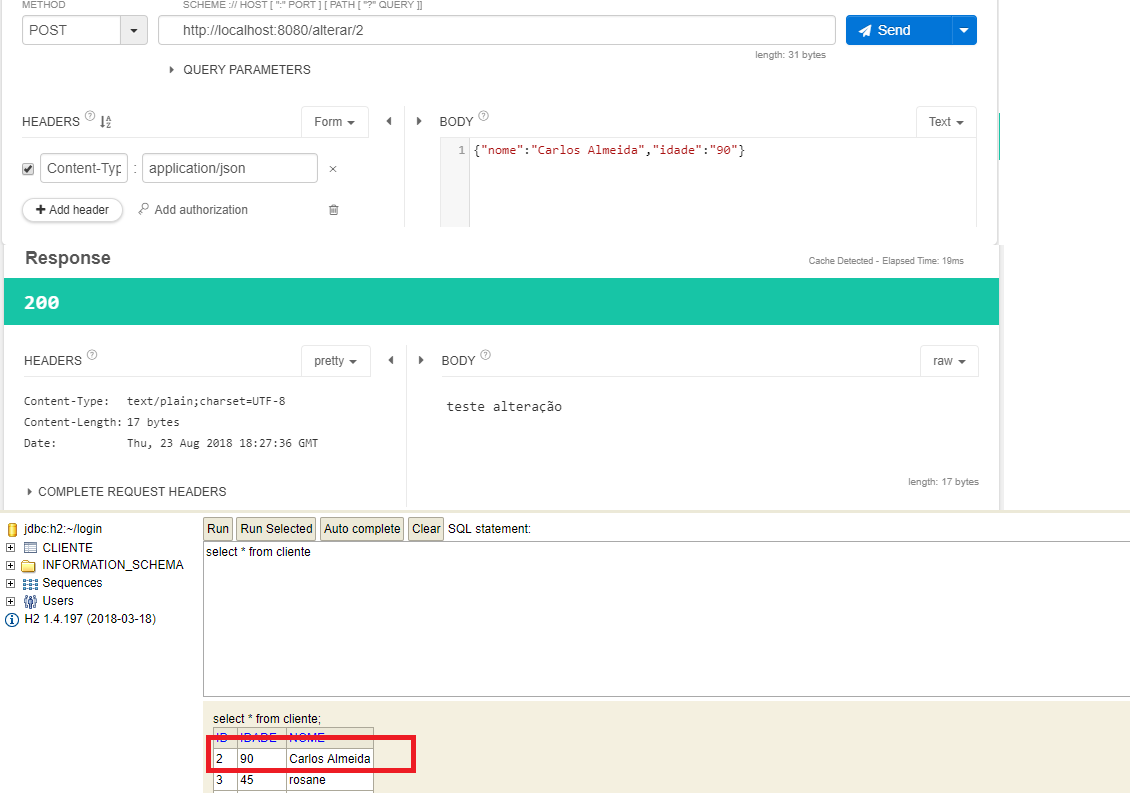 METHOD
SCHEME :// HOST [ ":" PORT ] [ PATH [ "?" QUERY ]]
POST
http://localhost:8080/alterar/2
Send
length: 31 bytes
QUERY PARAMETERS
HEADERS ?
Form
BODY ?
Text
Content-Typ : application/json ×
1 {"nome":"Carlos Almeida","idade":"90"}
+ Add header
Add authorization
Response
Cache Detected - Elapsed Time: 19ms
200
HEADERS ?
pretty
BODY ?
raw
Content-Type: text/plain;charset=UTF-8
Content-Length: 17 bytes
Date: Thu, 23 Aug 2018 18:27:36 GMT
teste alteração
length: 17 bytes
COMPLETE REQUEST HEADERS
jdbc:h2:~/login
CLIENTE
INFORMATION_SCHEMA
Sequences
Users
H2 1.4.197 (2018-03-18)
Run Run Selected Auto complete Clear SQL statement:
select * from cliente
select * from cliente;
ID IDADE NOME
2 90 Carlos Almeida
3 45 rosane